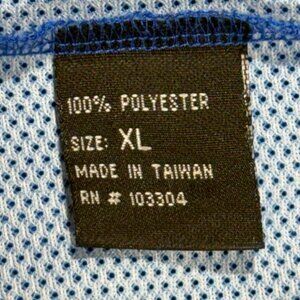 100% POLYESTER
SIZE: XL
MADE IN TAIWAN
RN # 103304